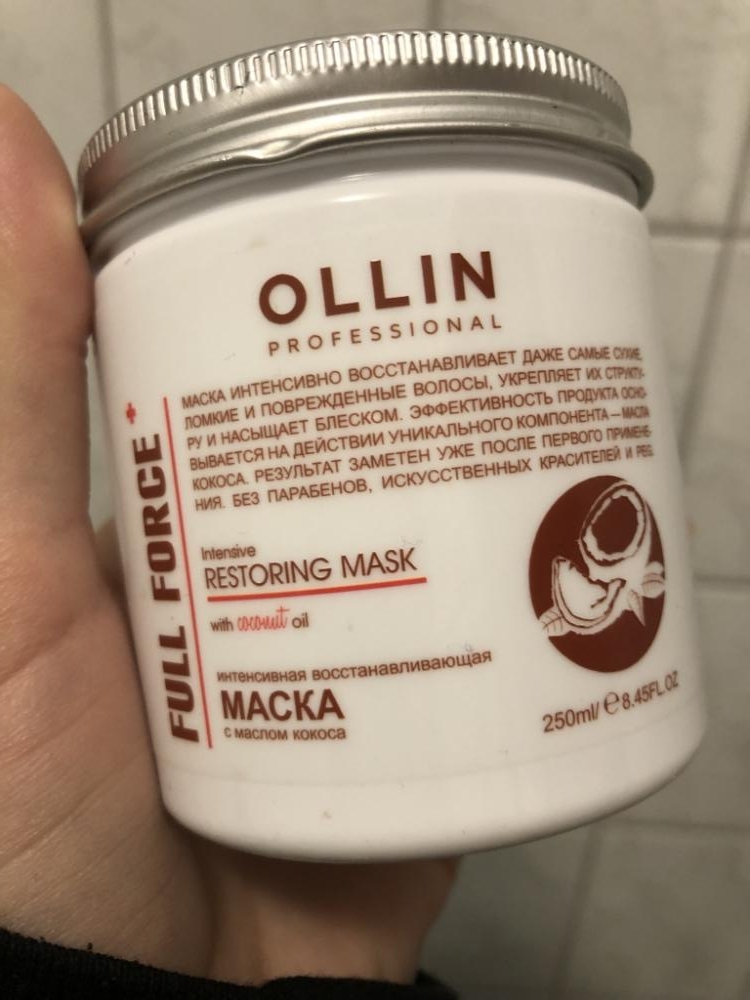 OLLIN
PROFESSIONAL
МАСКА ИНТЕНСИВНО ВОССТАНАВЛИВАЕТ ДАЖЕ САМЫЕ СУХИЕ,
ЛОМКИЕ И ПОВРЕЖДЕННЫЕ ВОЛОСЫ, УКРЕПЛЯЕТ ИХ СТРУКТУ-
РУ И НАСЫЩАЕТ БЛЕСКОМ. ЭФФЕКТИВНОСТЬ ПРОДУКТА ОСНО-
ВЫВАЕТСЯ НА ДЕЙСТВИИ УНИКАЛЬНОГО КОМПОНЕНТА – МАСЛА
КОКОСА. РЕЗУЛЬТАТ ЗАМЕТЕН УЖЕ ПОСЛЕ ПЕРВОГО ПРИМЕНЕ-
НИЯ. БЕЗ ПАРАБЕНОВ, ИСКУССТВЕННЫХ КРАСИТЕЛЕЙ И
FULL FORCE+
Intensive
RESTORING MASK
with coconut oil
интенсивная восстанавливающая
МАСКА
с маслом кокоса
250ml/ ℮ 8.45FL.OZ